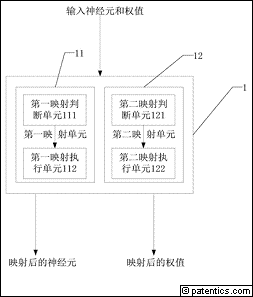 输入神经元和权值
11
12
第一映射判
断单元111
第二映射判
断单元121
1
第一映 射单元
第二映 射单元
第一映射执
行单元112
第二映射执
行单元122
映射后的神经元
映射后的权值
© patentics.com